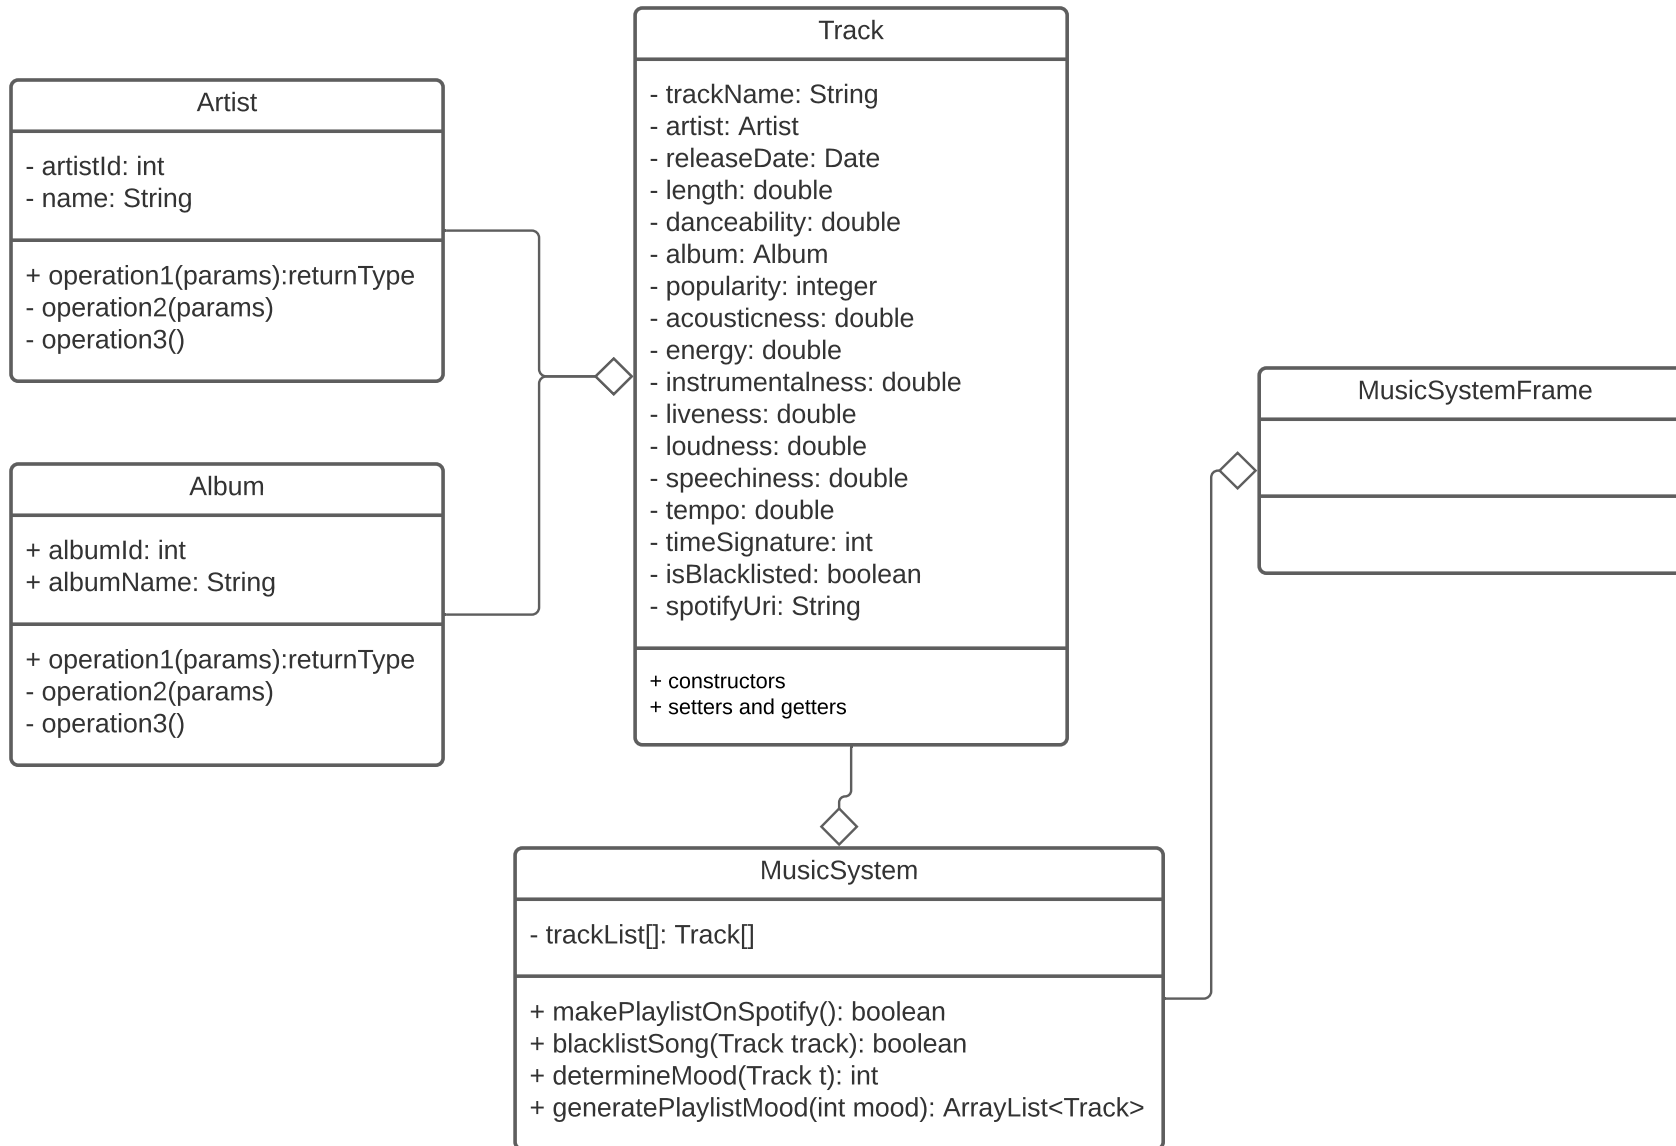 Artist
- artistId: int
- name: String
+ operation1(params):returnType
- operation2(params)
- operation3()
Album
+ albumId: int
+ albumName: String
+ operation1(params):returnType
- operation2(params)
- operation3()
Track
- trackName: String
- artist: Artist
- releaseDate: Date
- length: double
- danceability: double
- album: Album
- popularity: integer
- acousticness: double
- energy: double
- instrumentalness: double
- liveness: double
- loudness: double
- speechiness: double
- tempo: double
- timeSignature: int
- isBlacklisted: boolean
- spotifyUri: String
+ constructors
+ setters and getters
MusicSystem
- trackList[]: Track[]
+ makePlaylistOnSpotify(): boolean
+ blacklistSong(Track track): boolean
+ determineMood(Track t): int
+ generatePlaylistMood(int mood): ArrayList<Track>
MusicSystemFrame